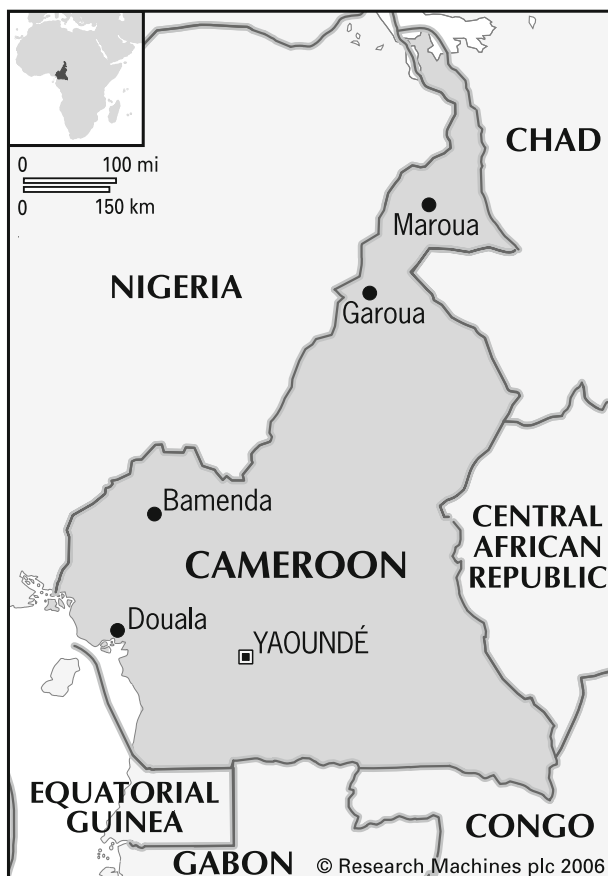 0 100 mi
0 150 km
CHAD
Maroua
NIGERIA
Garoua
Bamenda
CENTRAL
AFRICAN
REPUBLIC
CAMEROON
Douala
YAOUNDÉ
EQUATORIAL
GUINEA
CONGO
GABON
© Research Machines plc 2006